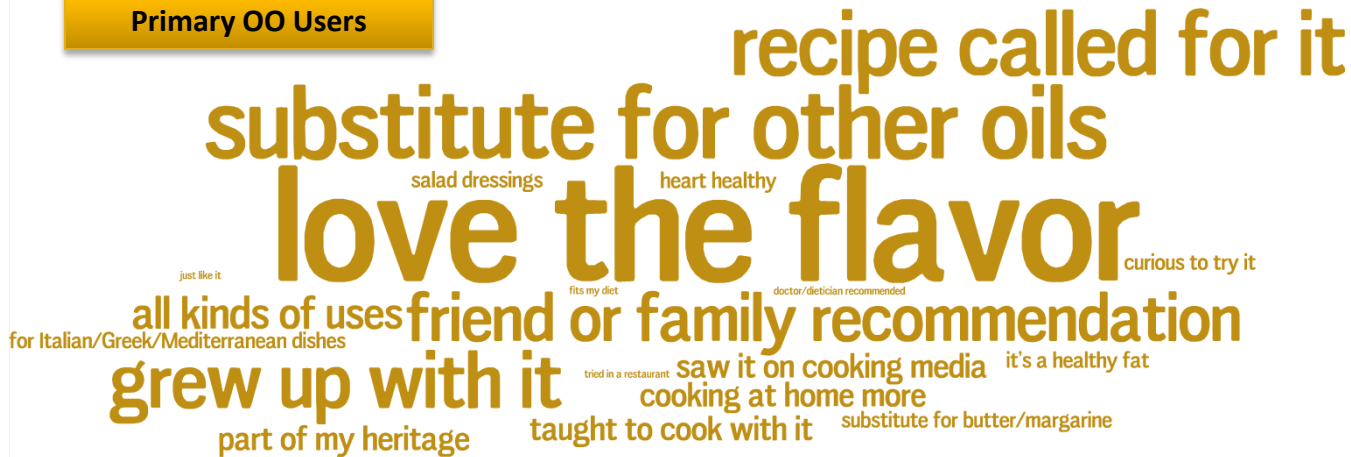 Primary OO Users
recipe called for it
substitute for other oils
salad dressings
heart healthy
love the flavor
curious to try it
just like it
fits my diet
doctor/dietician recommended
all kinds of uses
friend or family recommendation
for Italian/Greek/Mediterranean dishes
grew up with it
tried in a restaurant
saw it on cooking media
it's a healthy fat
cooking at home more
substitute for butter/margarine
taught to cook with it
part of my heritage